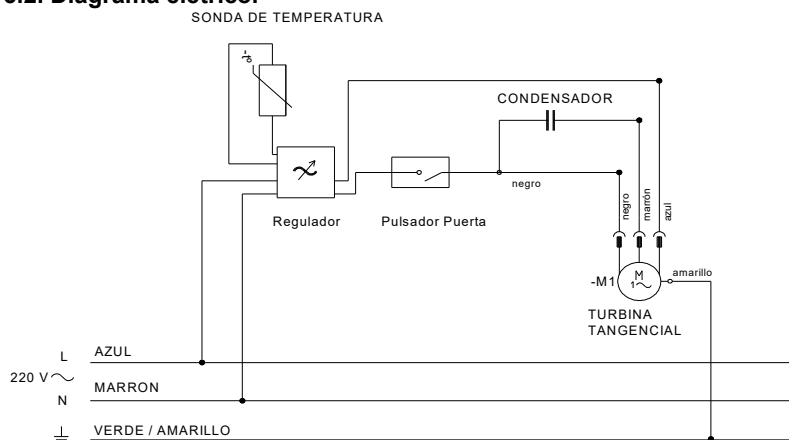 SONDA DE TEMPERATURA
CONDENSADOR
negro
Regulador
Pulsador Puerta
negro
marrón
azul
-M1
M
1
amarillo
TURBINA
TANGENCIAL
L
AZUL
220 V
MARRON
N
VERDE / AMARILLO